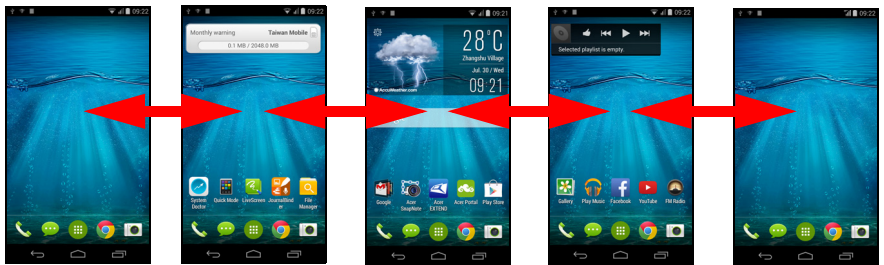 09:22
09:22
Monthly warning Taiwan Mobile
0.1 MB / 2048.0 MB
System Doctor
Quick Mode
LiveScreen
JournalBinder
File Manager
09:21
28°C
Zhangshu Village
Jul. 30 / Wed
09:21
AccuWeather.com
Google
Acer SnapNote
Acer EXTEND
Acer Portal
Play Store
09:22
Selected playlist is empty.
Gallery
Play Music
Facebook
YouTube
FM Radio
09:22